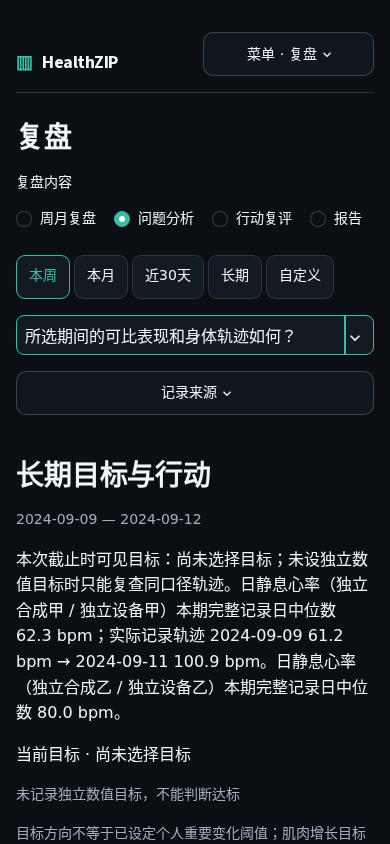 HealthZIP
菜单 · 复盘
复盘
复盘内容
周月复盘 问题分析 行动复评 报告
本周 本月 近30天 长期 自定义
所选期间的可比表现和身体轨迹如何？
记录来源
长期目标与行动
2024-09-09 — 2024-09-12
本次截止时可见目标：尚未选择目标；未设独立数
值目标时只能复查同口径轨迹。日静息心率（独立
合成甲 / 独立设备甲）本期完整记录日中位数
62.3 bpm；实际记录轨迹 2024-09-09 61.2
bpm → 2024-09-11 100.9 bpm。日静息心率
（独立合成乙 / 独立设备乙）本期完整记录日中位
数 80.0 bpm。
当前目标 · 尚未选择目标
未记录独立数值目标，不能判断达标
目标方向不等于已设定个人重要变化阈值；肌肉增长目标